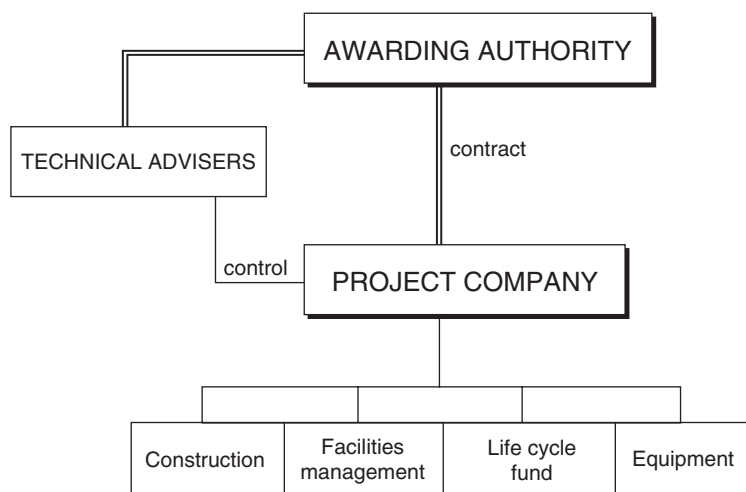 AWARDING AUTHORITY
TECHNICAL ADVISERS
contract
control
PROJECT COMPANY
Construction
Facilities
management
Life cycle
fund
Equipment